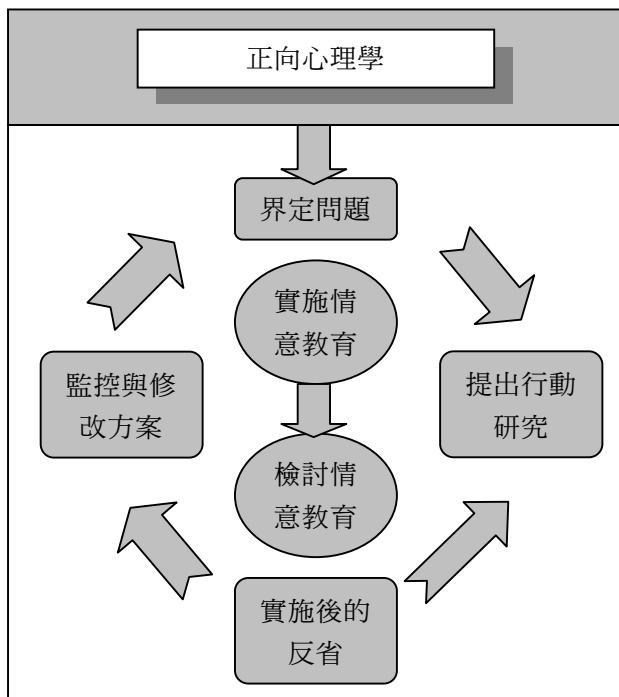 正向心理學
界定問題
實施情
意教育
監控與修
改方案
提出行動
研究
檢討情
意教育
實施後的
反省